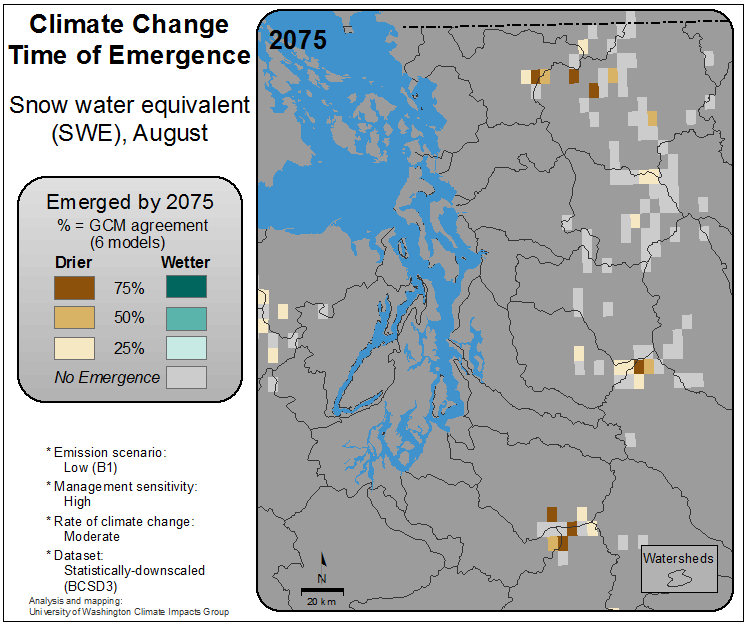 Climate Change
Time of Emergence
Snow water equivalent
(SWE), August
Emerged by 2075
% = GCM agreement
(6 models)
Drier Wetter
75%
50%
25%
No Emergence
* Emission scenario:
Low (B1)
* Management sensitivity:
High
* Rate of climate change:
Moderate
* Dataset:
Statistically-downscaled
(BCSD3)
Analysis and mapping:
University of Washington Climate Impacts Group
2075
N
20 km
Watersheds